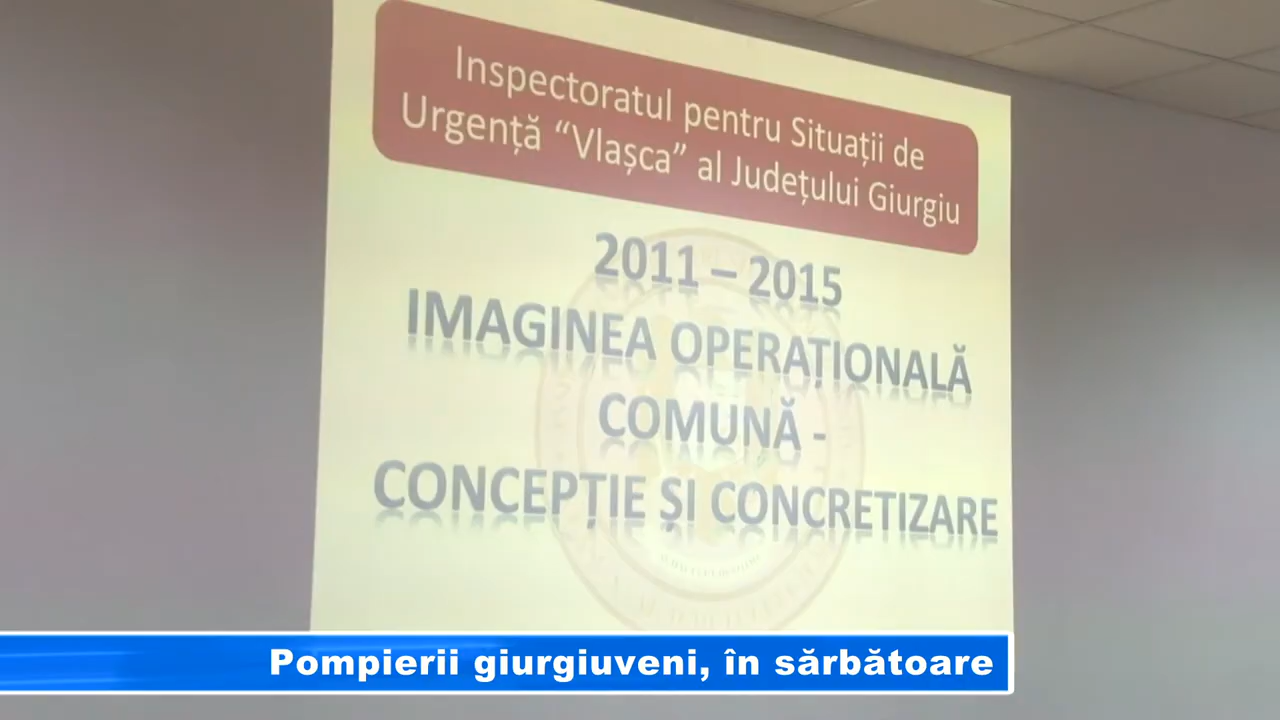 Inspectoratul pentru Situații de
Urgență “Vlașca” al Județului Giurgiu
2011 – 2015
IMAGINEA OPERAȚIONALĂ
COMUNĂ -
CONCEPȚIE ȘI CONCRETIZARE
Pompierii giurgiuveni, în sărbătoare